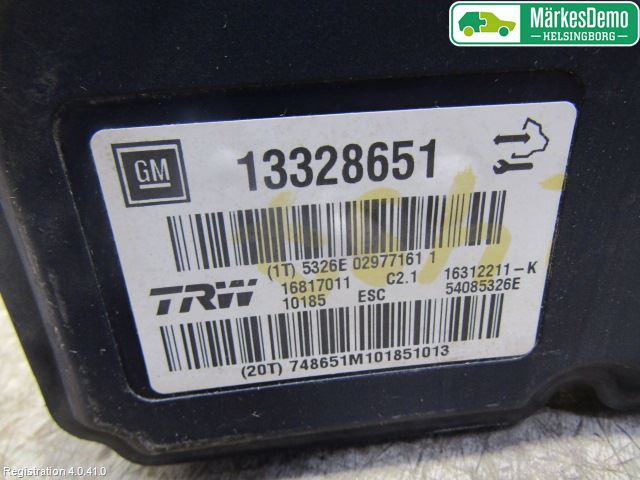 MärkesDemo
HELSINGBORG
GM
13328651
(1T) 5326E 02977161 1
TRW
16817011 C2.1 16312211-K
10185 ESC 54085326E
(20T) 748651M101851013
Registration 4.0.41.0